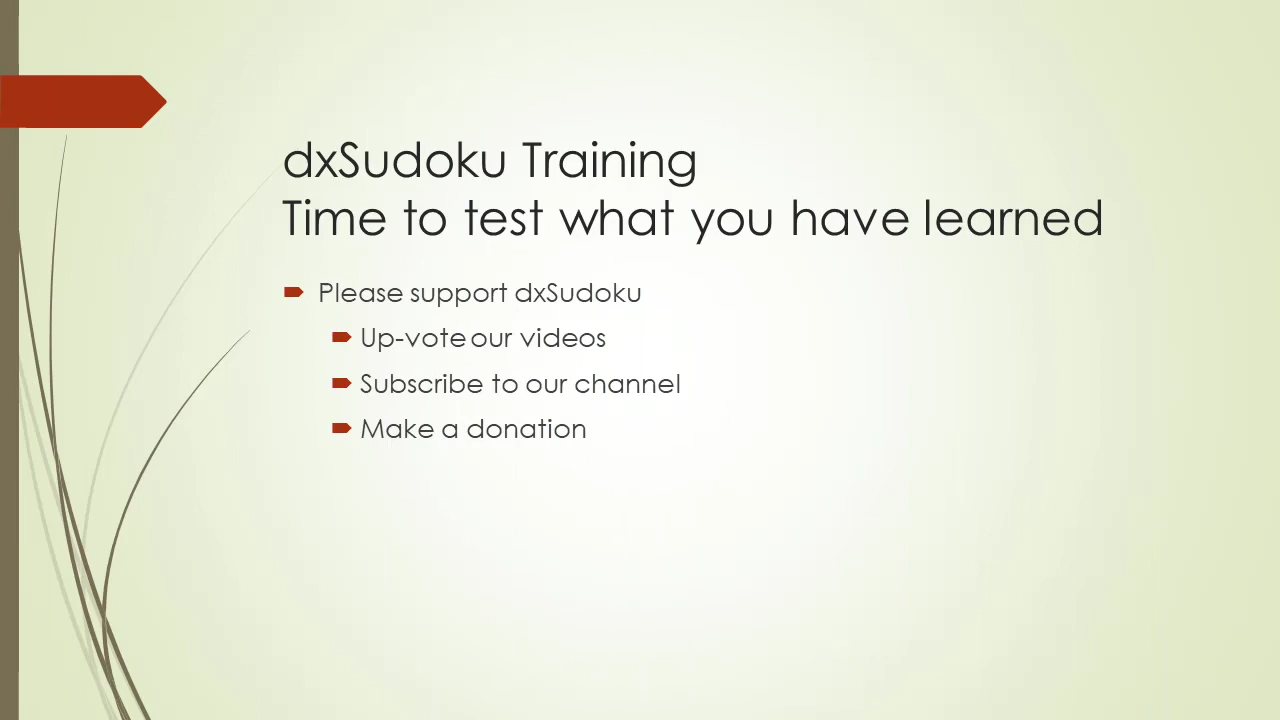 dxSudoku Training
Time to test what you have learned
Please support dxSudoku
Up-vote our videos
Subscribe to our channel
Make a donation